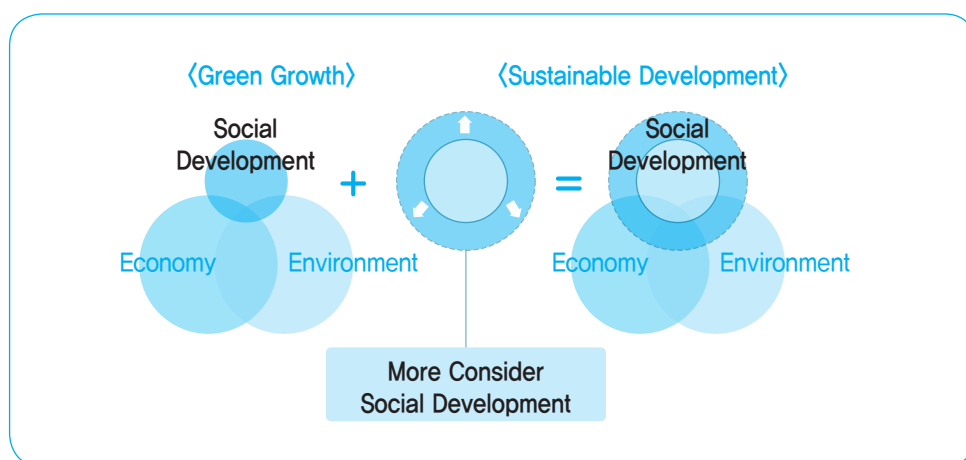 〈Green Growth〉
〈Sustainable Development〉
Social
Development
+
=
Social
Development
Economy
Environment
Economy
Environment
More Consider
Social Development